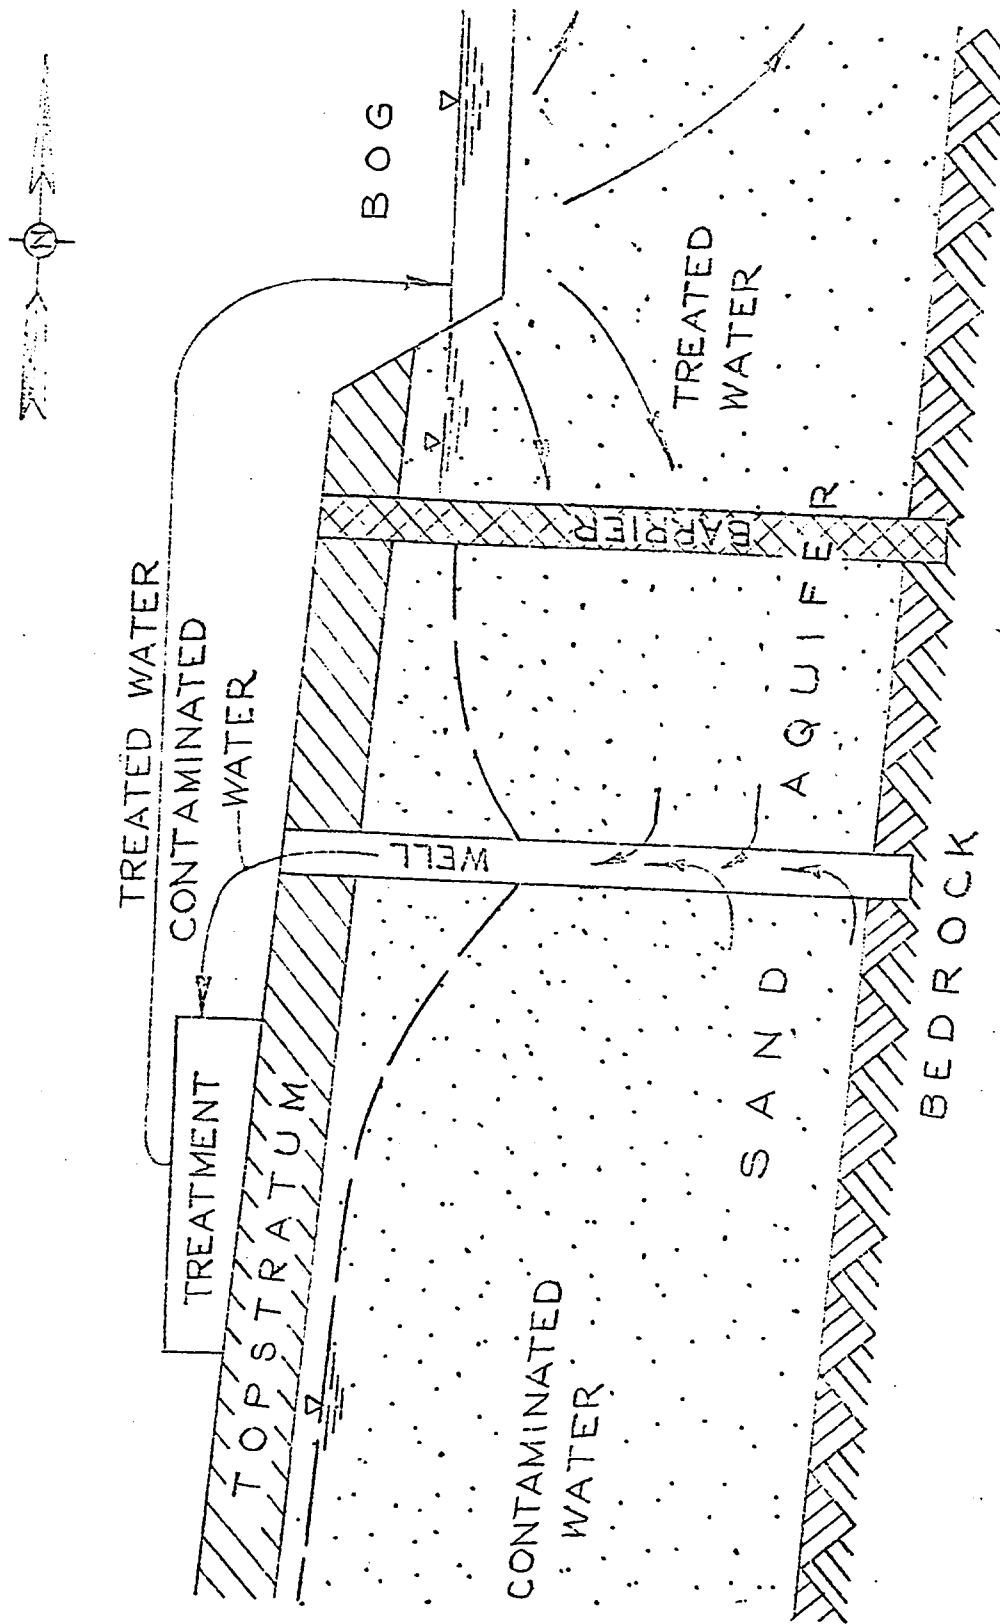 N
TREATED WATER
CONTAMINATED
WATER
TREATMENT
TOPSTRATUM
WELL
BARRIER
BOG
TREATED
WATER
CONTAMINATED
WATER
SAND AQUIFER
BEDROCK